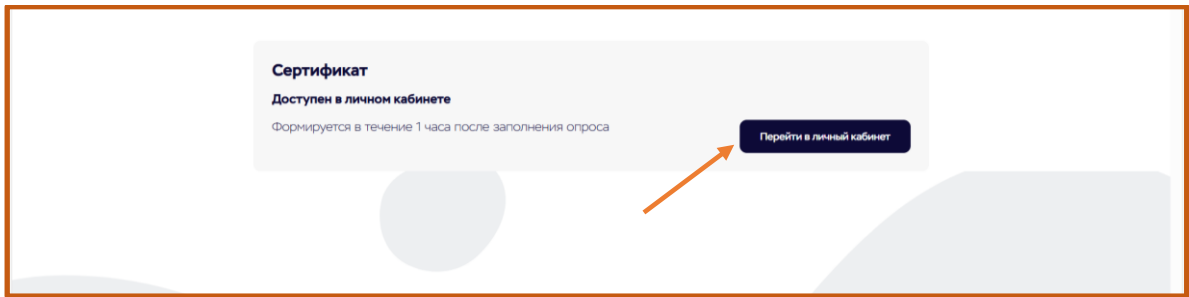 Сертификат
Доступен в личном кабинете
Формируется в течение 1 часа после заполнения опроса
Перейти в личный кабинет